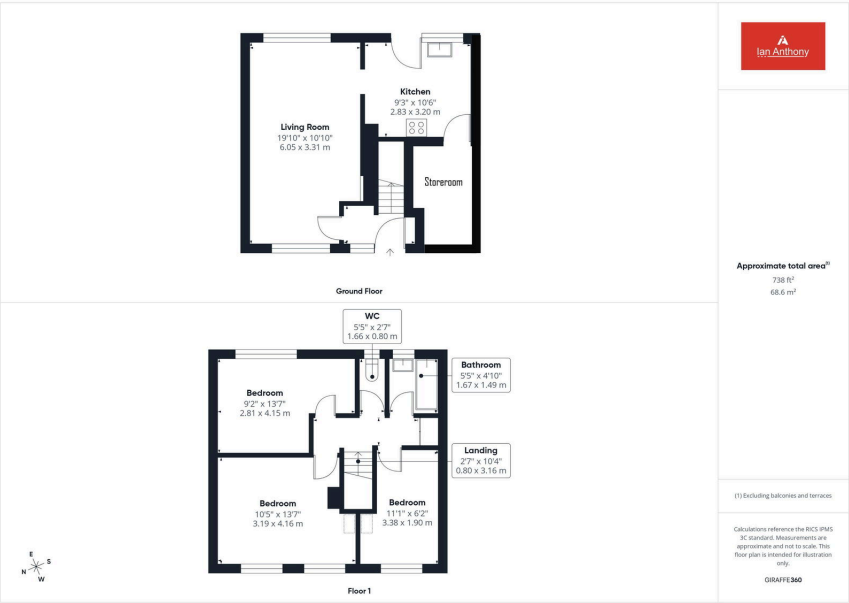 Ian Anthony
Kitchen
9'3" x 10'6"
2.83 x 3.20 m
Living Room
19'10" x 10'10"
6.05 x 3.31 m
Storeroom
Ground Floor
Approximate total area(1)
738 ft²
68.6 m²
WC
5'5" x 2'7"
1.66 x 0.80 m
Bathroom
5'5" x 4'10"
1.67 x 1.49 m
Bedroom
9'2" x 13'7"
2.81 x 4.15 m
Landing
2'7" x 10'4"
0.80 x 3.16 m
Bedroom
10'5" x 13'7"
3.19 x 4.16 m
Bedroom
11'1" x 6'2"
3.38 x 1.90 m
E
S
N
W
Floor 1
(1) Excluding balconies and terraces
Calculations reference the RICS IPMS
3C standard. Measurements are
approximate and not to scale. This
floor plan is intended for illustration
only.
GIRAFFE360